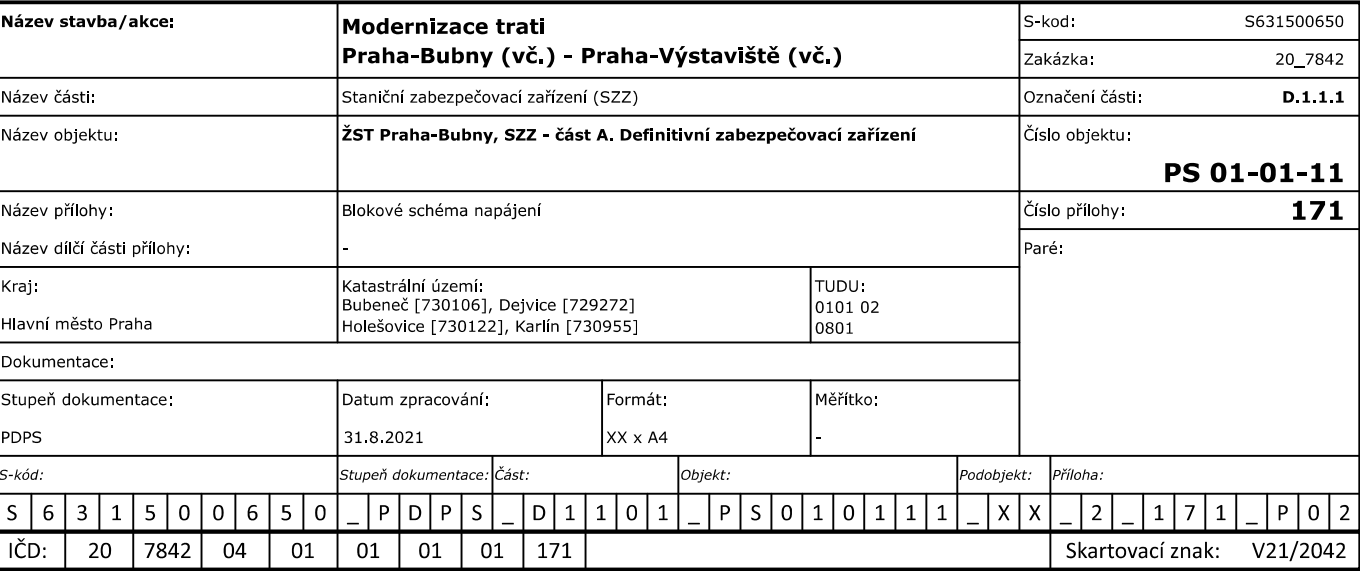 Název stavba/akce:
Modernizace trati
Praha-Bubny (vč.) - Praha-Výstaviště (vč.)
S-kod: S631500650
Zakázka: 20_7842
Název části: Staniční zabezpečovací zařízení (SZZ)
Označení části: D.1.1.1
Název objektu: ŽST Praha-Bubny, SZZ - část A. Definitivní zabezpečovací zařízení
Číslo objektu:
PS 01-01-11
Název přílohy: Blokové schéma napájení
Číslo přílohy: 171
Název dílčí části přílohy: -
Paré:
Kraj:
Hlavní město Praha
Katastrální území:
Bubeneč [730106], Dejvice [729272]
Holešovice [730122], Karlín [730955]
TUDU:
0101 02
0801
Dokumentace:
Stupeň dokumentace: Datum zpracování: Formát: Měřítko:
PDPS 31.8.2021 XX x A4 -
S-kód: Stupeň dokumentace: Část: Objekt: Podobjekt: Příloha:
S 6 3 1 5 0 0 6 5 0 _ P D P S _ D 1 1 0 1 _ P S 0 1 0 1 1 1 _ X X _ 2 _ 1 7 1 _ P 0 2
IČD: 20 7842 04 01 01 01 01 171 Skartovací znak: V21/2042